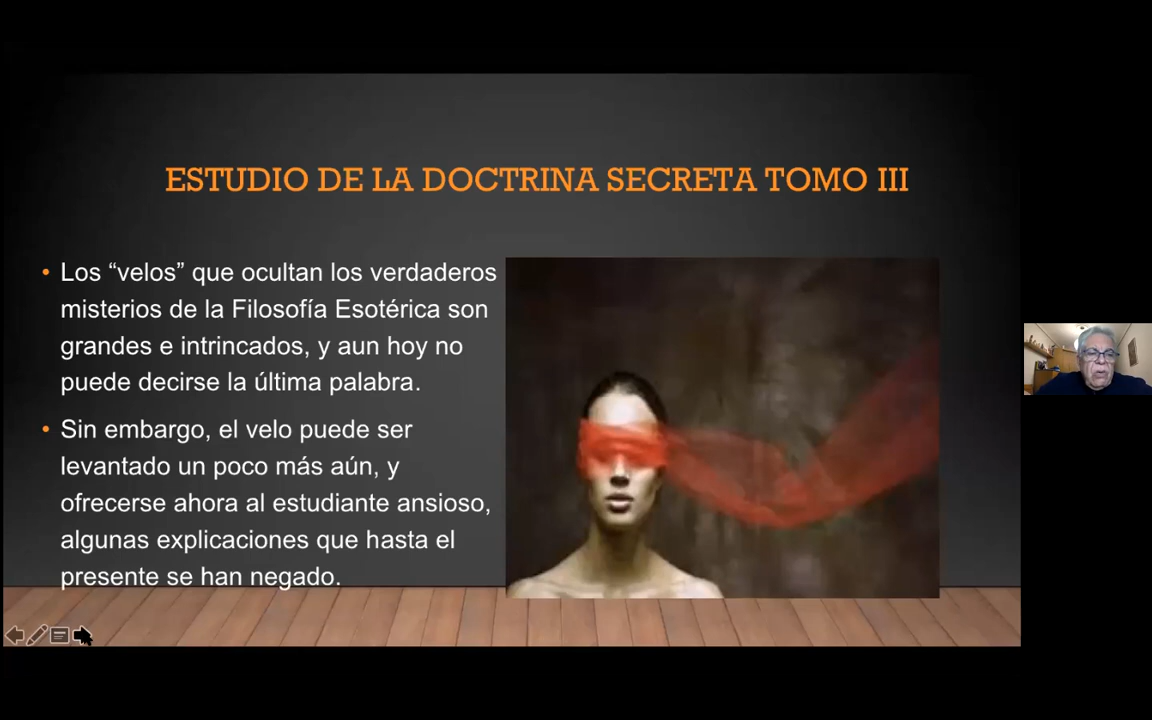 ESTUDIO DE LA DOCTRINA SECRETA TOMO III
• Los “velos” que ocultan los verdaderos
misterios de la Filosofía Esotérica son
grandes e intrincados, y aun hoy no
puede decirse la última palabra.
• Sin embargo, el velo puede ser
levantado un poco más aún, y
ofrecerse ahora al estudiante ansioso,
algunas explicaciones que hasta el
presente se han negado.